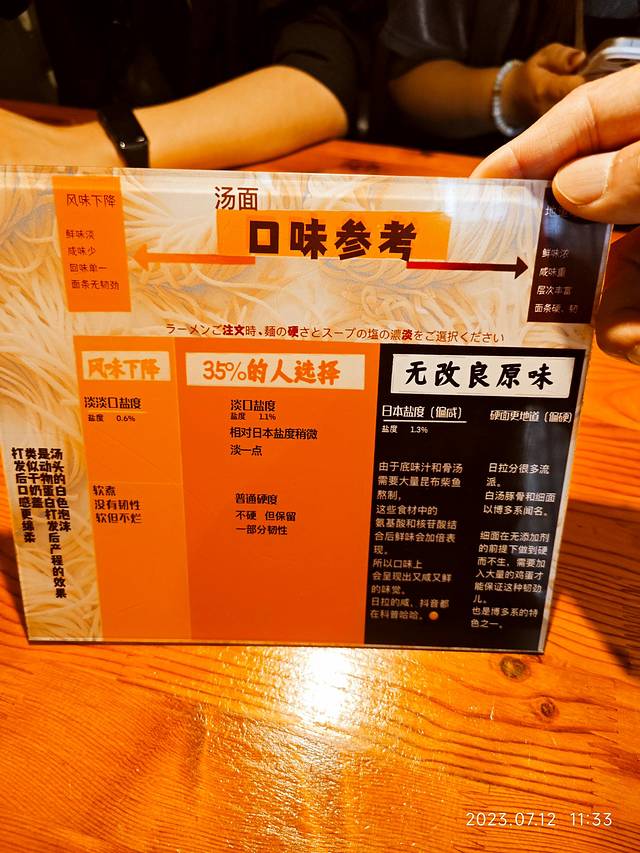 汤面
口味参考
风味下降
鲜味淡
咸味少
回味单一
面条无韧劲
鲜味浓
咸味重
层次丰富
面条硬、韧
ラーメンご注文時、麺の硬さとスープの塩の濃淡をご選択ください
风味下降
淡淡口盐度
盐度 0.6%
软煮
没有韧性
软但不烂
35%的人选择
淡口盐度
盐度 1.1%
相对日本盐度稍微
淡一点
普通硬度
不硬 但保留
一部分韧性
无改良原味
日本盐度（偏咸）
盐度 1.3%
由于底味汁和骨汤
需要大量昆布柴鱼
熬制，
这些食材中的
氨基酸和核苷酸结
合后鲜味会加倍表
现。
所以口味上
会呈现出又咸又鲜
的味觉。
日拉的咸、抖音都
在科普哈哈。
硬面更地道（偏硬）
日拉分很多流
派。
白汤豚骨和细面
以博多系闻名。
细面在无添加剂
的前提下做到硬
而不生，需要加
入大量的鸡蛋才
能保证这种韧劲
儿。
也是博多系的特
色之一。
汤头的白色泡沫
是动物蛋白打发后产程的效果
类似于奶盖
打发后口感更绵柔
2023.07.12 11:33